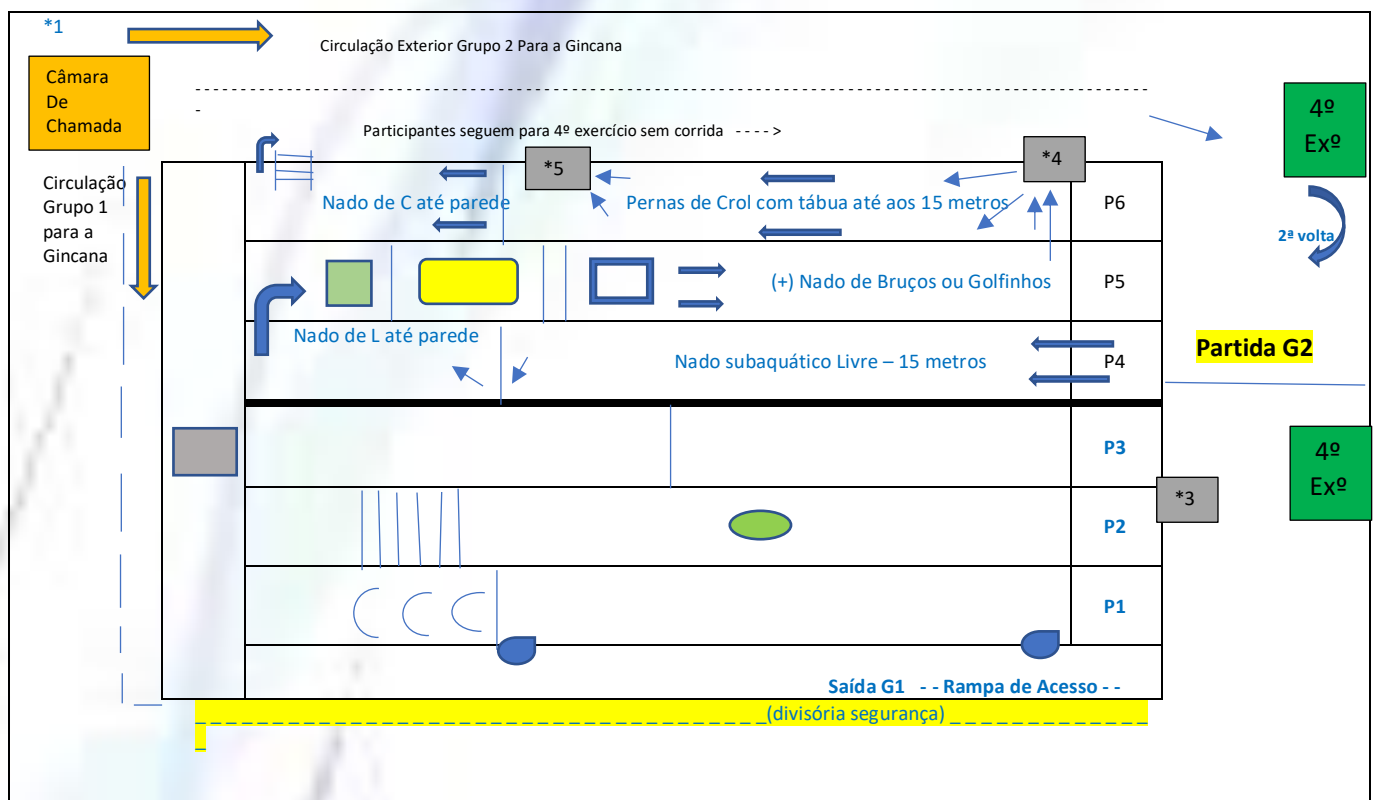 *1
Circulação Exterior Grupo 2 Para a Gincana
Câmara
De
Chamada
- - - - - - - - - - - - - - - - - - - - - - - - - - - - - - - - - - - - - - - - - - - - - - - - - - - - - - - - - - - - - - - - - - - - - - - - - - - - - - - - - - - - - - - - - - - - - - - - - - - - - - - -
-
Participantes seguem para 4º exercício sem corrida - - - - >
4º
Exº
2ª volta
Circulação
Grupo 1
para a
Gincana
*5
*4
Nado de C até parede
Pernas de Crol com tábua até aos 15 metros
P6
(+) Nado de Bruços ou Golfinhos
P5
Nado de L até parede
Nado subaquático Livre – 15 metros
P4
Partida G2
P3
4º
Exº
*3
P2
P1
Saída G1 - - Rampa de Acesso - -
_ _ _ _ _ _ _ _ _ _ _ _ _ _ _ _ _ _ _ _ _ _ _ _ _ _ _ _ _ _ _ _ _ _ _ _ _ _ _(divisória segurança)_ _ _ _ _ _ _ _ _ _ _ _ _
_